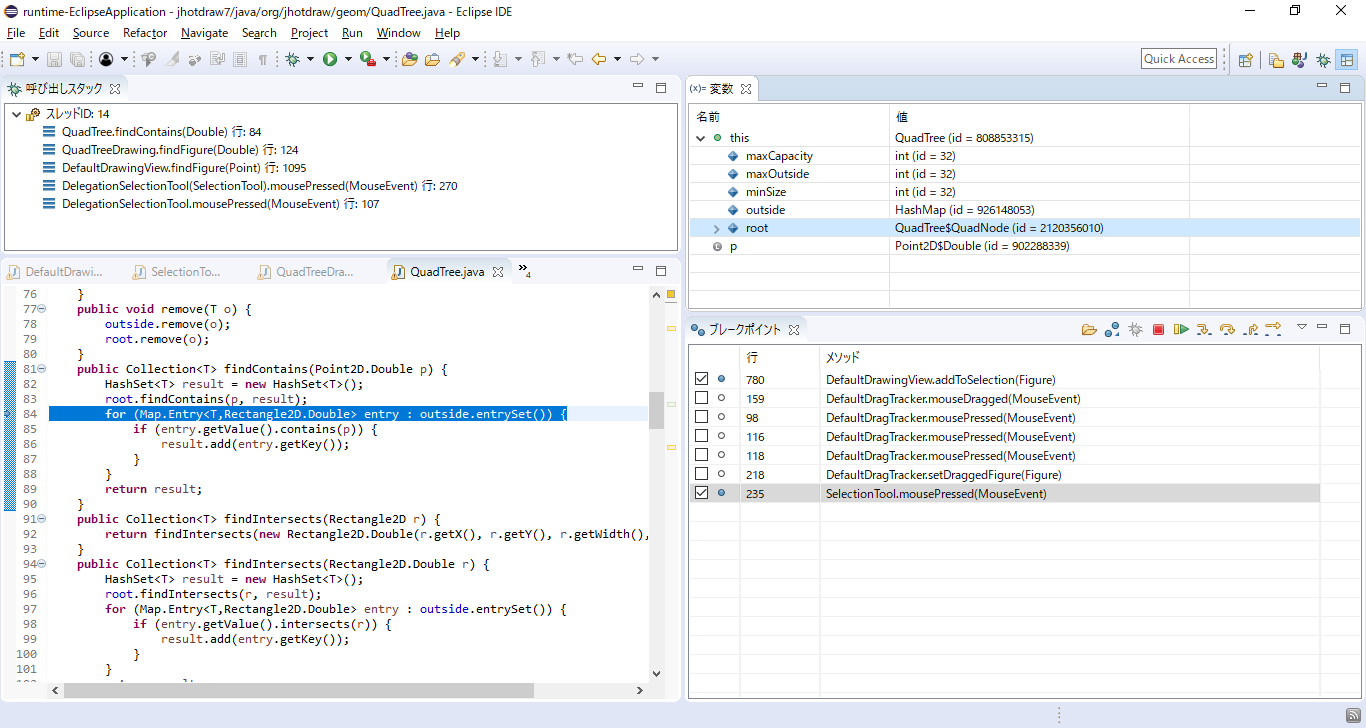 runtime-EclipseApplication - jhotdraw7/java/org/jhotdraw/geom/QuadTree.java - Eclipse IDE
File Edit Source Refactor Navigate Search Project Run Window Help
Quick Access
呼び出しスタック
スレッドID: 14
QuadTree.findContains(Double) 行: 84
QuadTreeDrawing.findFigure(Double) 行: 124
DefaultDrawingView.findFigure(Point) 行: 1095
DelegationSelectionTool(SelectionTool).mousePressed(MouseEvent) 行: 270
DelegationSelectionTool.mousePressed(MouseEvent) 行: 107
DefaultDrawi... SelectionTo... QuadTreeDra... QuadTree.java »4
76 }
77 public void remove(T o) {
78 outside.remove(o);
79 root.remove(o);
80 }
81 public Collection<T> findContains(Point2D.Double p) {
82 HashSet<T> result = new HashSet<T>();
83 root.findContains(p, result);
84 for (Map.Entry<T,Rectangle2D.Double> entry : outside.entrySet()) {
85 if (entry.getValue().contains(p)) {
86 result.add(entry.getKey());
87 }
88 }
89 return result;
90 }
91 public Collection<T> findIntersects(Rectangle2D r) {
92 return findIntersects(new Rectangle2D.Double(r.getX(), r.getY(), r.getWidth(),
93 }
94 public Collection<T> findIntersects(Rectangle2D.Double r) {
95 HashSet<T> result = new HashSet<T>();
96 root.findIntersects(r, result);
97 for (Map.Entry<T,Rectangle2D.Double> entry : outside.entrySet()) {
98 if (entry.getValue().intersects(r)) {
99 result.add(entry.getKey());
100 }
101 }
(x)= 変数
名前 値
this QuadTree (id = 808853315)
maxCapacity int (id = 32)
maxOutside int (id = 32)
minSize int (id = 32)
outside HashMap (id = 926148053)
root QuadTree$QuadNode (id = 2120356010)
p Point2D$Double (id = 902288339)
ブレークポイント
行 メソッド
780 DefaultDrawingView.addToSelection(Figure)
159 DefaultDragTracker.mouseDragged(MouseEvent)
98 DefaultDragTracker.mousePressed(MouseEvent)
116 DefaultDragTracker.mousePressed(MouseEvent)
118 DefaultDragTracker.mousePressed(MouseEvent)
218 DefaultDragTracker.setDraggedFigure(Figure)
235 SelectionTool.mousePressed(MouseEvent)